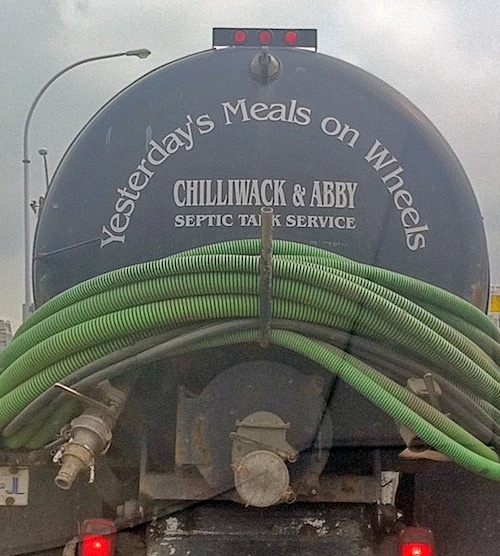 Yesterday's Meals on Wheels
CHILLIWACK & ABBY
SEPTIC TANK SERVICE